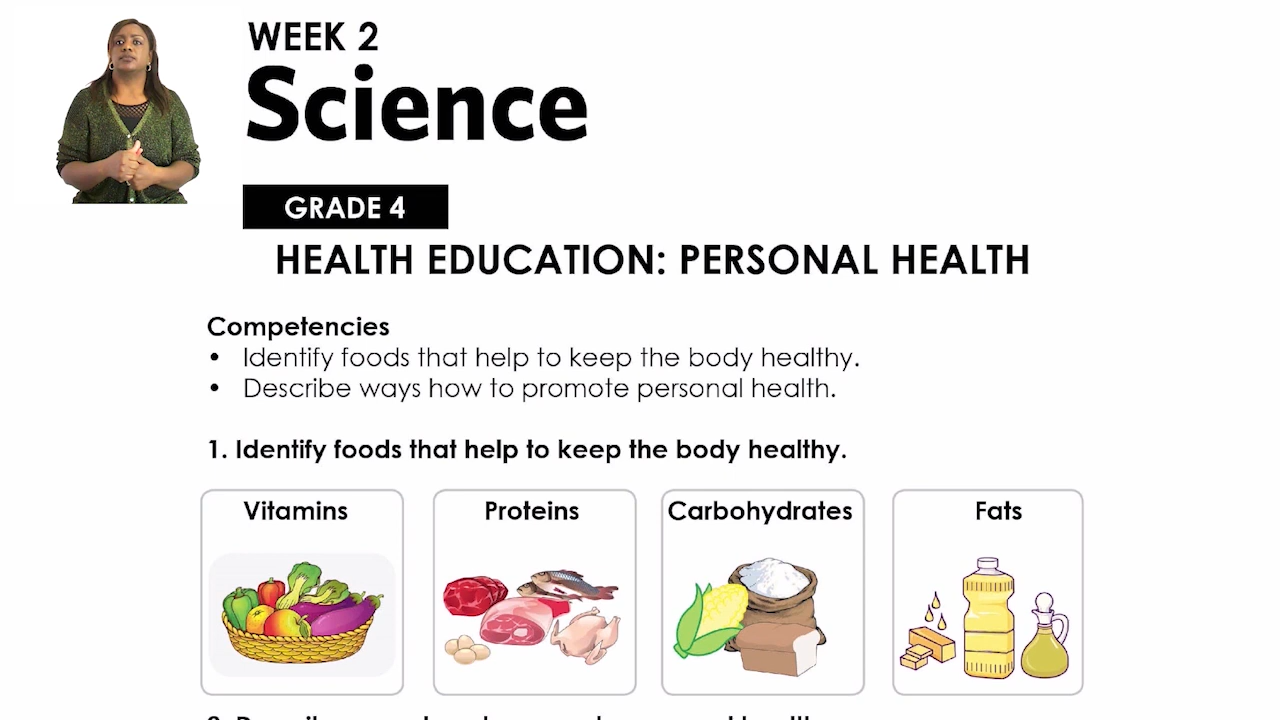 WEEK 2
Science
GRADE 4
HEALTH EDUCATION: PERSONAL HEALTH
Competencies
• Identify foods that help to keep the body healthy.
• Describe ways how to promote personal health.
1. Identify foods that help to keep the body healthy.
Vitamins
Proteins
Carbohydrates
Fats